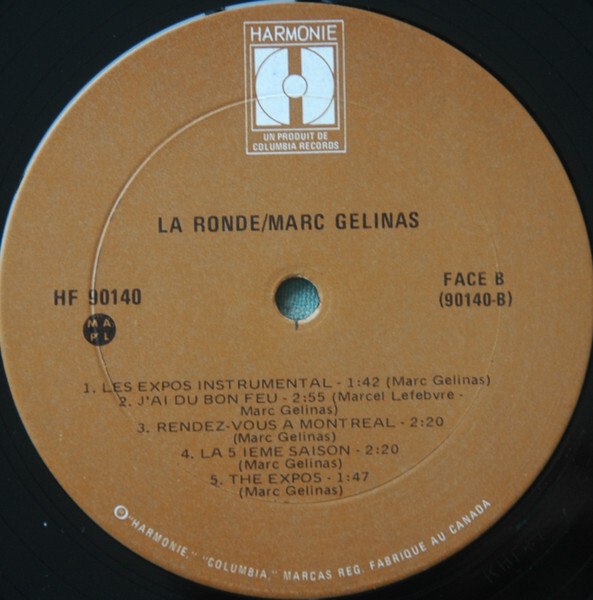 HARMONIE
UN PRODUIT DE
COLUMBIA RECORDS
LA RONDE/MARC GELINAS
HF 90140
FACE B
(90140-B)
M A
P L
1. LES EXPOS INSTRUMENTAL - 1:42 (Marc Gelinas)
2. J'AI DU BON FEU - 2:55 (Marcel Lefebvre -
Marc Gelinas)
3. RENDEZ-VOUS A MONTREAL - 2:20
(Marc Gelinas)
4. LA 5 IEME SAISON - 2:20
(Marc Gelinas)
5. THE EXPOS - 1:47
(Marc Gelinas)
℗ "HARMONIE," "COLUMBIA," MARCAS REG. FABRIQUE AU CANADA